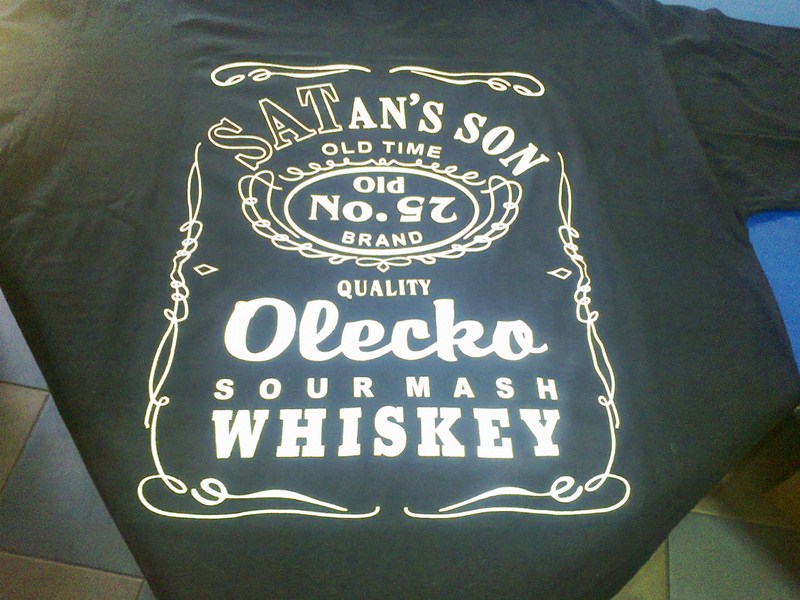 SATAN'S SON
OLD TIME
Old
No. 25
BRAND
QUALITY
Olecko
SOUR MASH
WHISKEY